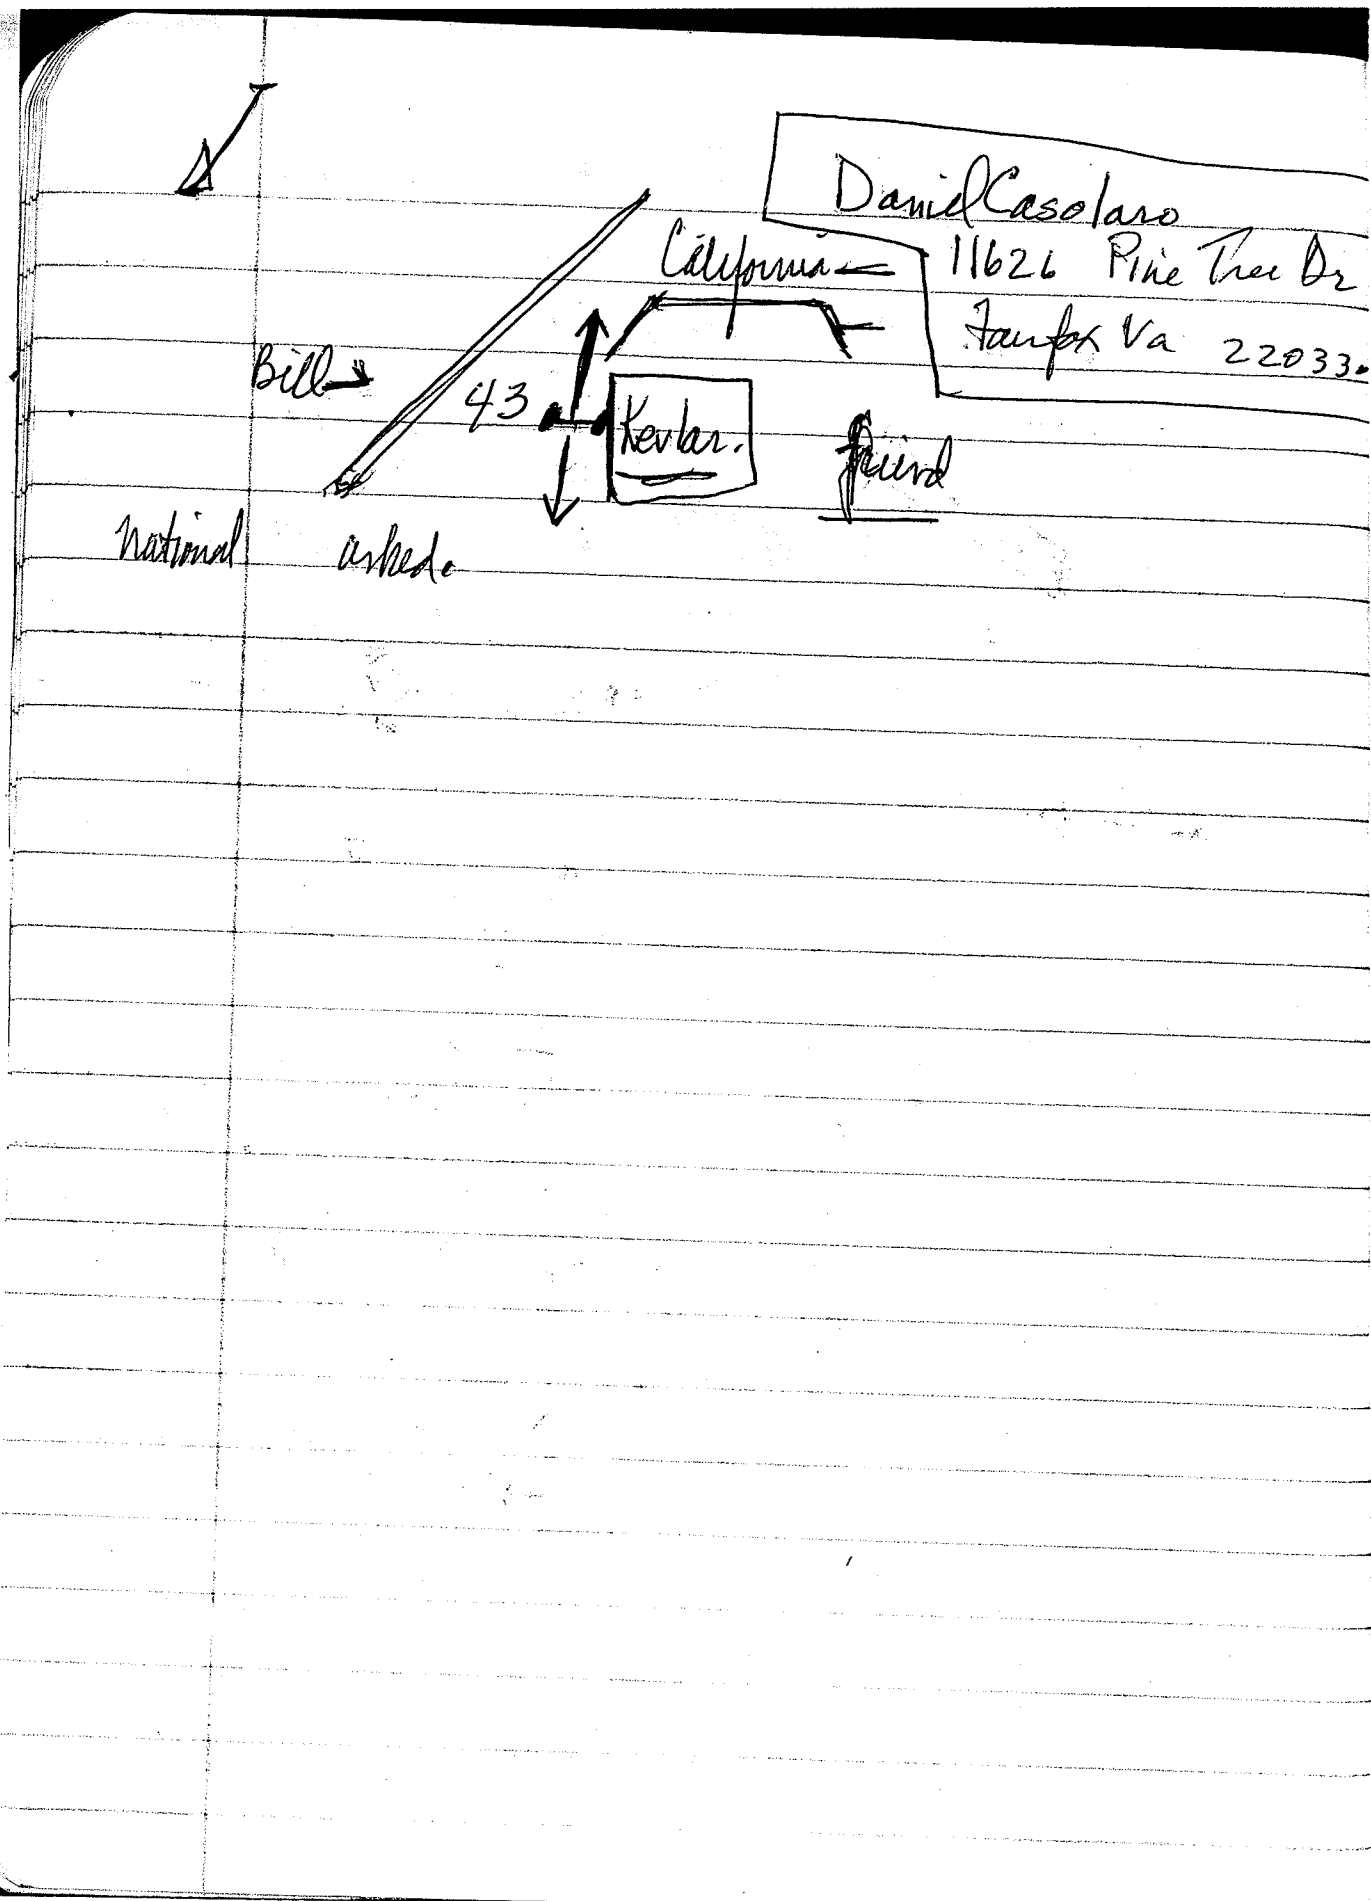 Daniel Casolaro
California 11626 Pine Tree Dr
Fairfax Va 22033.
Bill
43 Kevlar. friend
national asked.